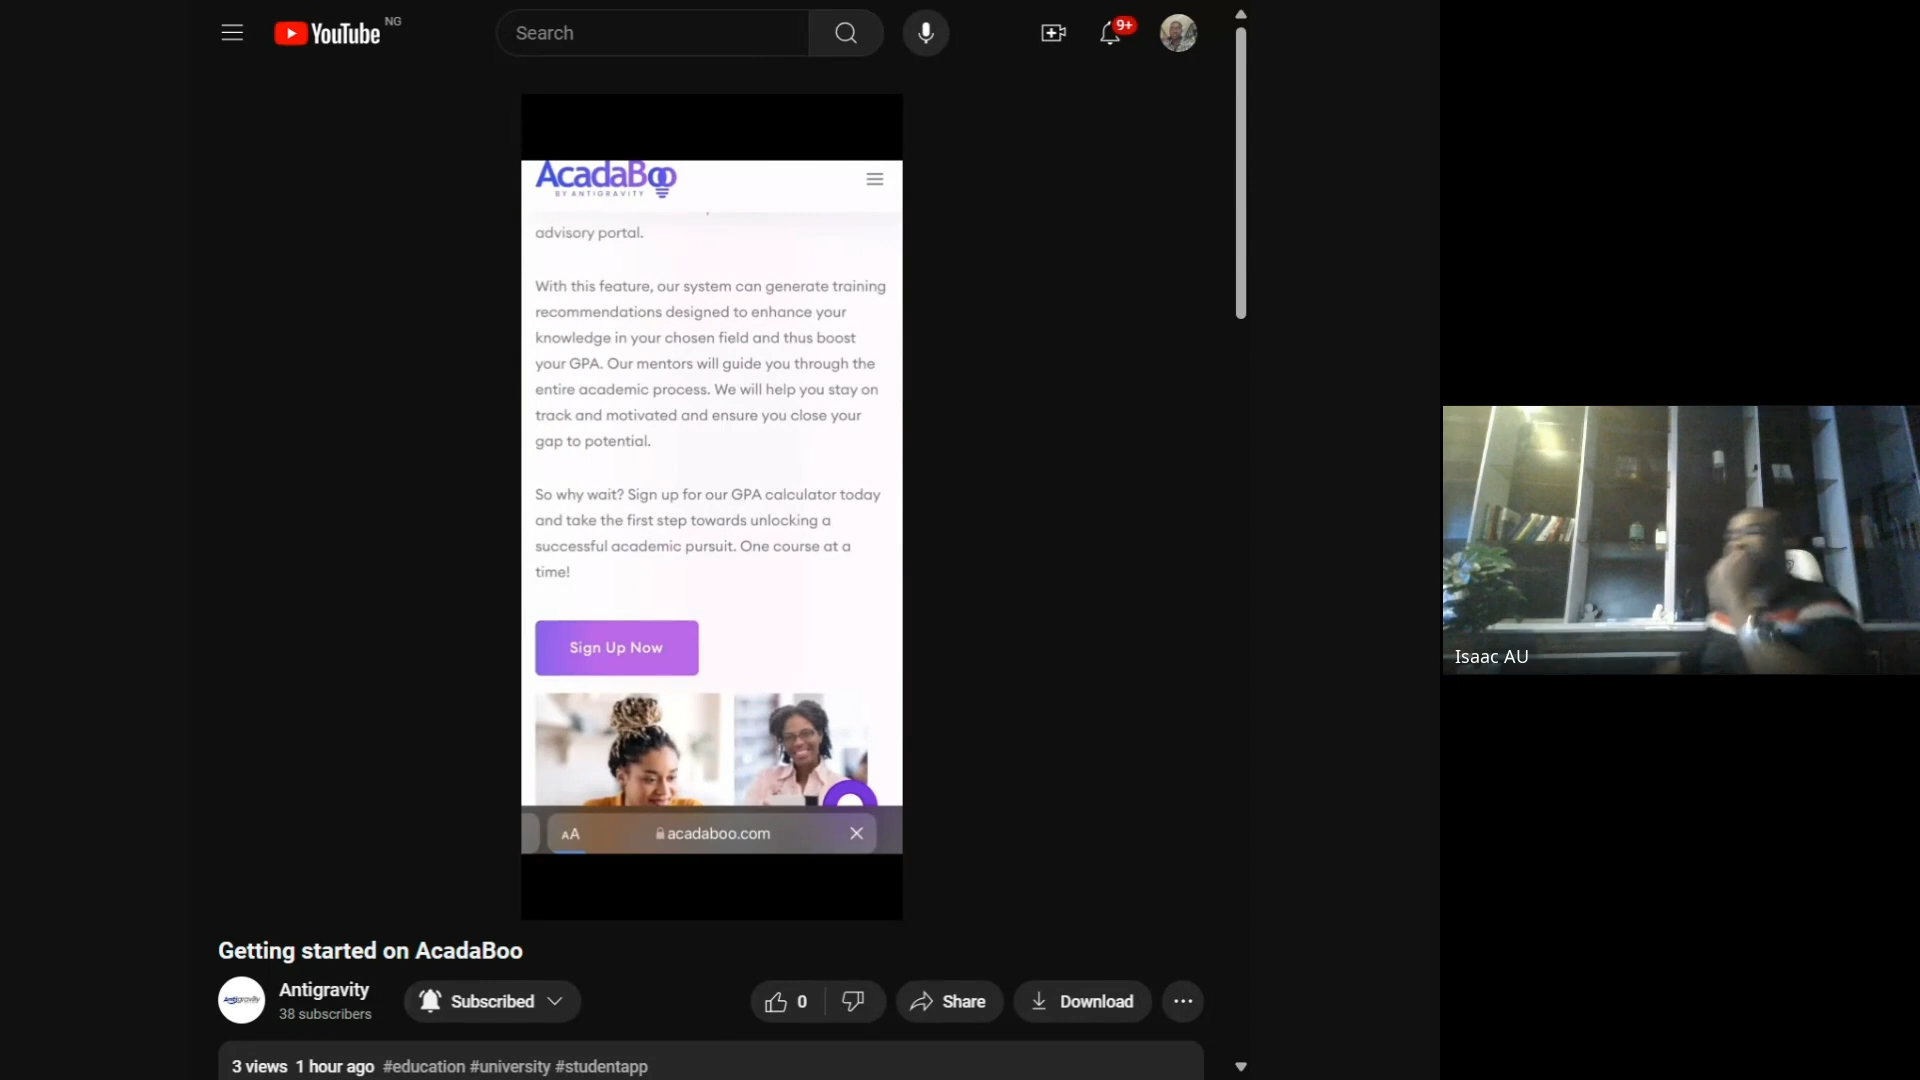 YouTube NG
Search
9+
AcadaBoo
BY ANTIGRAVITY
advisory portal.
With this feature, our system can generate training
recommendations designed to enhance your
knowledge in your chosen field and thus boost
your GPA. Our mentors will guide you through the
entire academic process. We will help you stay on
track and motivated and ensure you close your
gap to potential.
So why wait? Sign up for our GPA calculator today
and take the first step towards unlocking a
successful academic pursuit. One course at a
time!
Sign Up Now
AA
acadaboo.com
Isaac AU
Getting started on AcadaBoo
Antigravity
Antigravity
38 subscribers
Subscribed
0
Share
Download
3 views 1 hour ago #education #university #studentapp